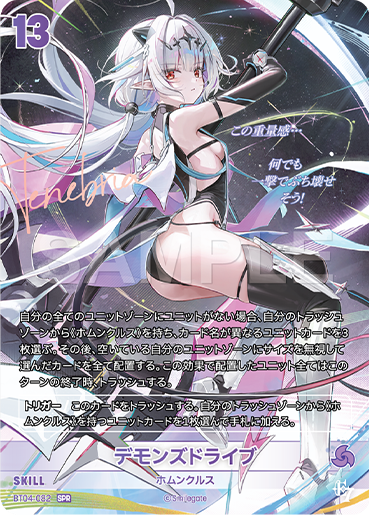 13
この重量感…
何でも
一撃でぶち壊せ
そう!
Tenebria
SAMPLE
自分の全てのユニットゾーンにユニットがない場合、自分のトラッシュ
ゾーンから《ホムンクルス》を持ち、カード名が異なるユニットカードを3
枚選ぶ。その後、空いている自分のユニットゾーンにサイズを無視して
選んだカードを全て配置する。この効果で配置したユニット全てはこの
ターンの終了時、トラッシュする。
トリガー このカードをトラッシュする。自分のトラッシュゾーンから《ホ
ムンクルス》を持つユニットカードを1枚選んで手札に加える。
デモンズドライブ
SKILL
ホムンクルス
BT04-082 SPR
©Smilegate